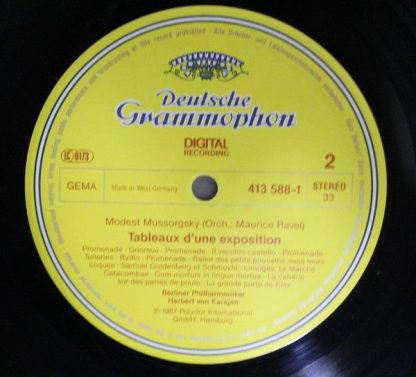 Deutsche
Grammophon
DIGITAL
RECORDING
2
LC 0173
GEMA
Made in West Germany
413 588-1
STEREO
33
Modest Mussorgsky (Orch.: Maurice Ravel)
Tableaux d'une exposition
Promenade · Gnomus · Promenade · Il vecchio castello · Promenade ·
Tuileries · Bydlo · Promenade · Ballet des petits poussins dans leurs
coques · Samuel Goldenberg et Schmuyle · Limoges. Le Marché
Catacumbae · Cum mortuis in lingua mortua · La cabane
sur des pattes de poule · La grande porte de Kiev
Berliner Philharmoniker
Herbert von Karajan
℗ 1987 Polydor International
GmbH, Hamburg